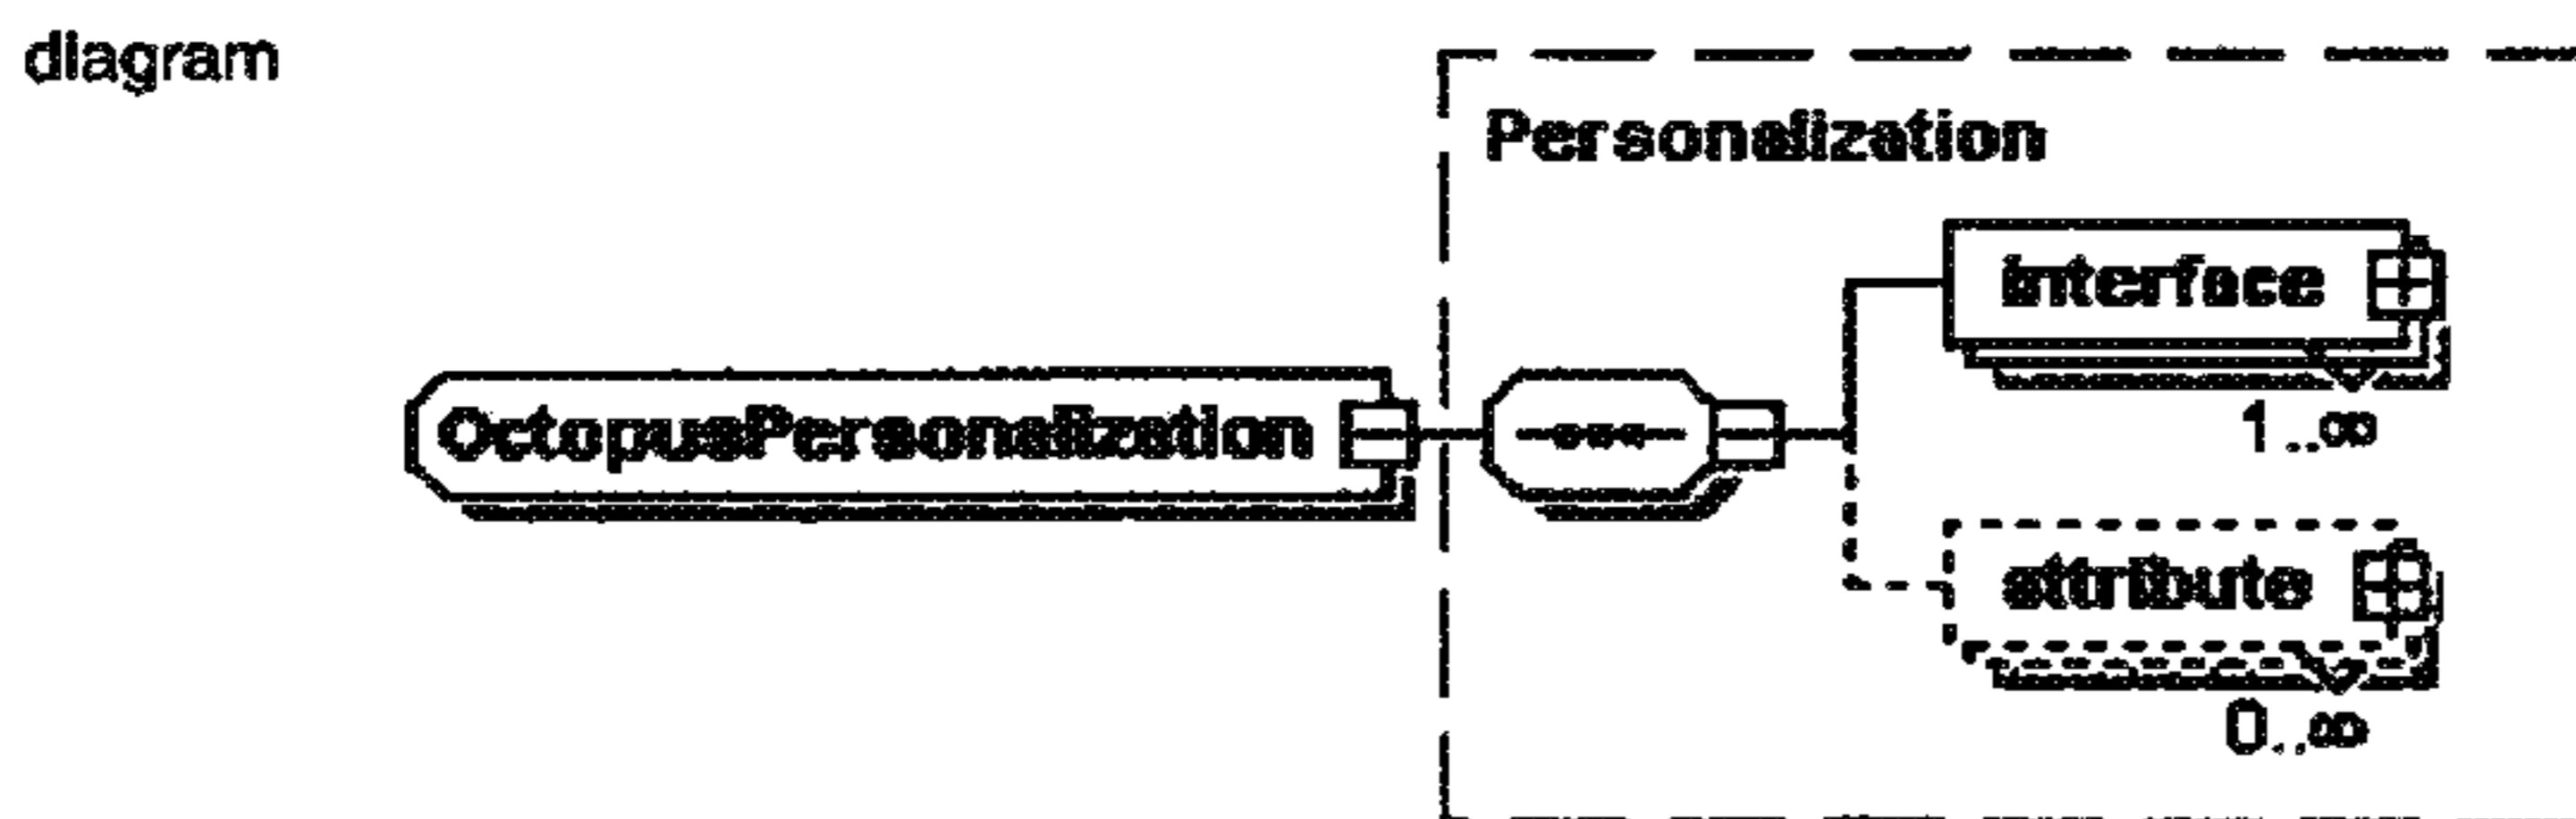 diagram
Personalization
interface
OctopusPersonalization
1..∞
attribute
0..∞